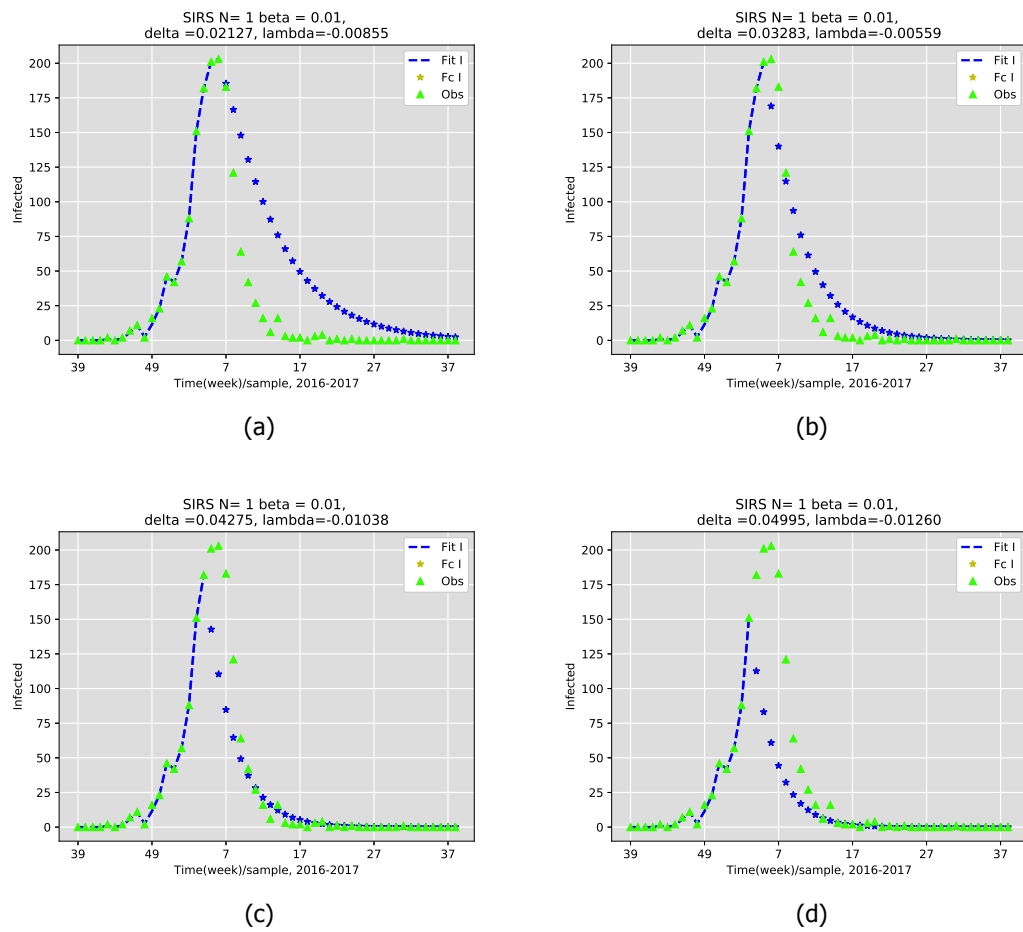 SIRS N= 1 beta = 0.01,
delta =0.02127, lambda=-0.00855
Fit I
Fc I
Obs
200
175
150
125
100
75
50
25
0
Infected
39 49 7 17 27 37
Time(week)/sample, 2016-2017
(a)
SIRS N= 1 beta = 0.01,
delta =0.03283, lambda=-0.00559
Fit I
Fc I
Obs
200
175
150
125
100
75
50
25
0
Infected
39 49 7 17 27 37
Time(week)/sample, 2016-2017
(b)
SIRS N= 1 beta = 0.01,
delta =0.04275, lambda=-0.01038
Fit I
Fc I
Obs
200
175
150
125
100
75
50
25
0
Infected
39 49 7 17 27 37
Time(week)/sample, 2016-2017
(c)
SIRS N= 1 beta = 0.01,
delta =0.04995, lambda=-0.01260
Fit I
Fc I
Obs
200
175
150
125
100
75
50
25
0
Infected
39 49 7 17 27 37
Time(week)/sample, 2016-2017
(d)